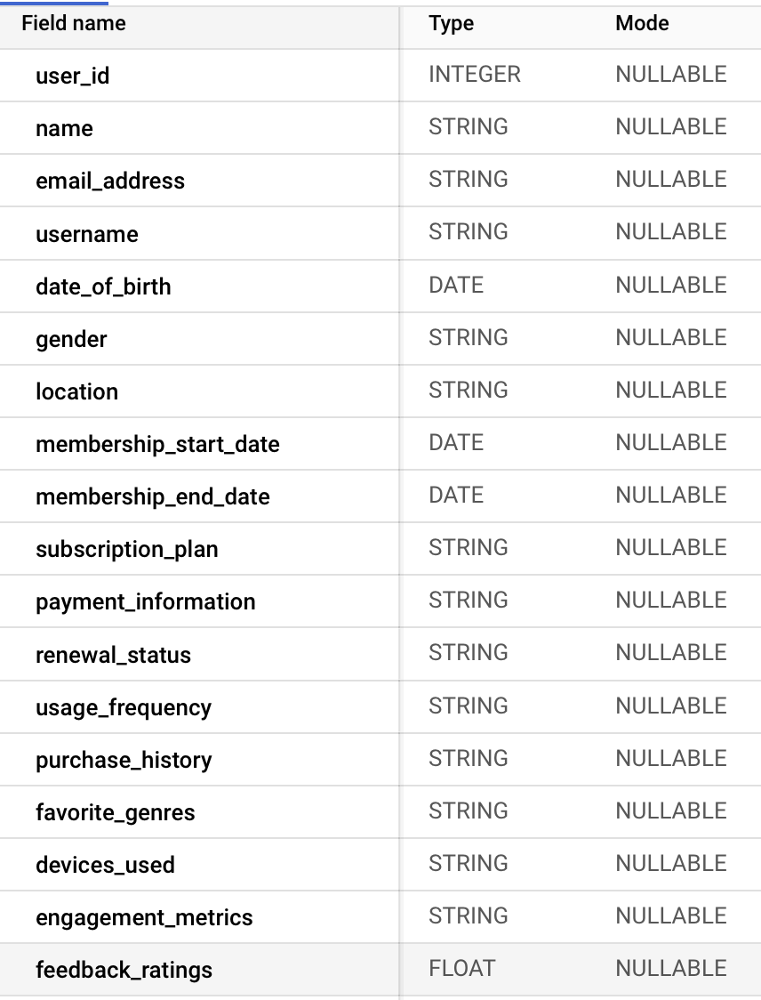 Field name Type Mode
user_id INTEGER NULLABLE
name STRING NULLABLE
email_address STRING NULLABLE
username STRING NULLABLE
date_of_birth DATE NULLABLE
gender STRING NULLABLE
location STRING NULLABLE
membership_start_date DATE NULLABLE
membership_end_date DATE NULLABLE
subscription_plan STRING NULLABLE
payment_information STRING NULLABLE
renewal_status STRING NULLABLE
usage_frequency STRING NULLABLE
purchase_history STRING NULLABLE
favorite_genres STRING NULLABLE
devices_used STRING NULLABLE
engagement_metrics STRING NULLABLE
feedback_ratings FLOAT NULLABLE